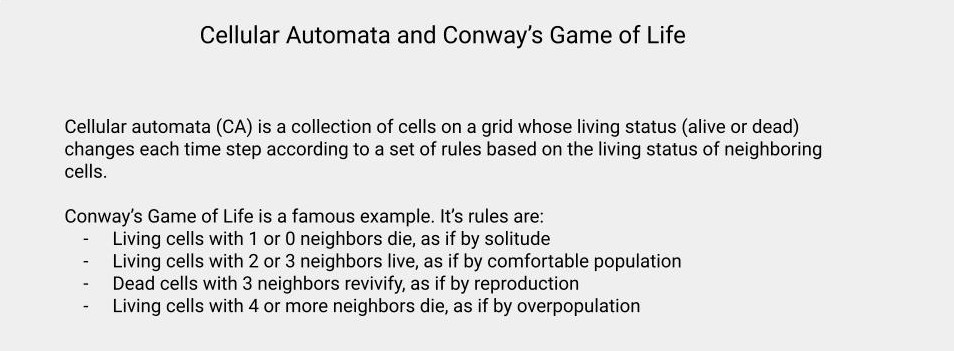 Cellular Automata and Conway’s Game of Life
Cellular automata (CA) is a collection of cells on a grid whose living status (alive or dead)
changes each time step according to a set of rules based on the living status of neighboring
cells.
Conway’s Game of Life is a famous example. It’s rules are:
- Living cells with 1 or 0 neighbors die, as if by solitude
- Living cells with 2 or 3 neighbors live, as if by comfortable population
- Dead cells with 3 neighbors revivify, as if by reproduction
- Living cells with 4 or more neighbors die, as if by overpopulation